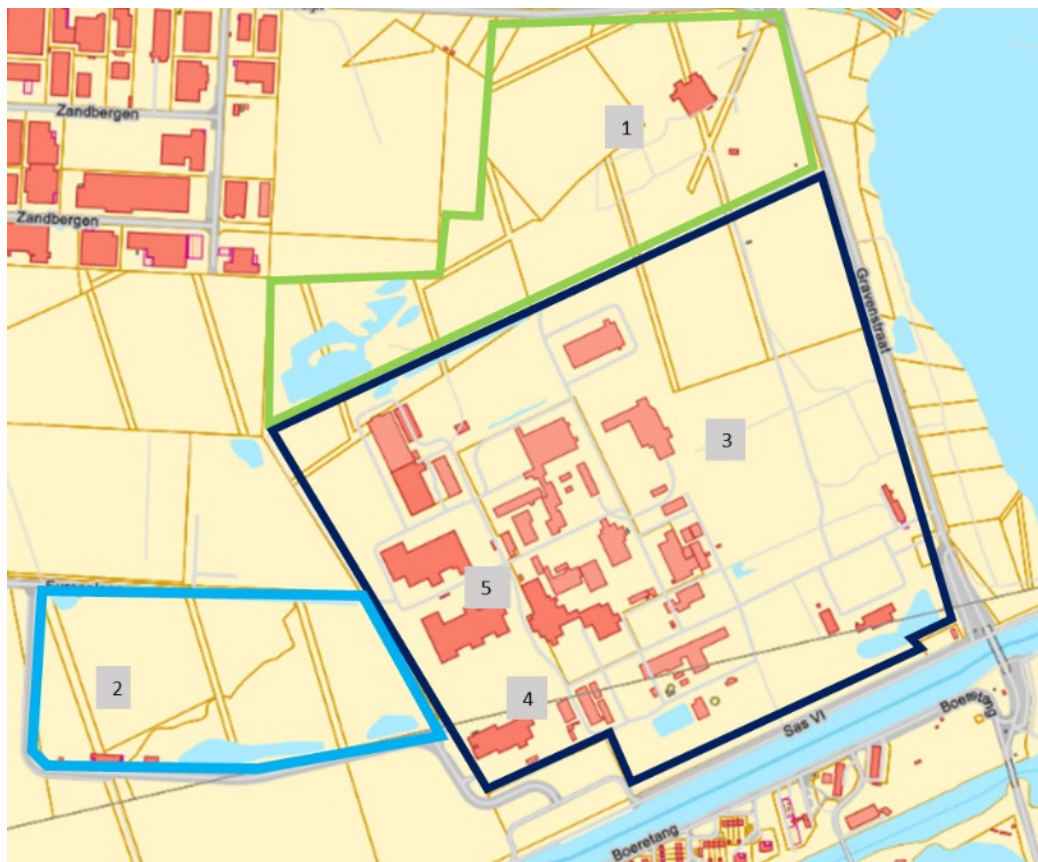 Zandbergen
1
Zandbergen
Gravenstraat
3
5
2
4
Sas VI
Boeretang
Boeretang